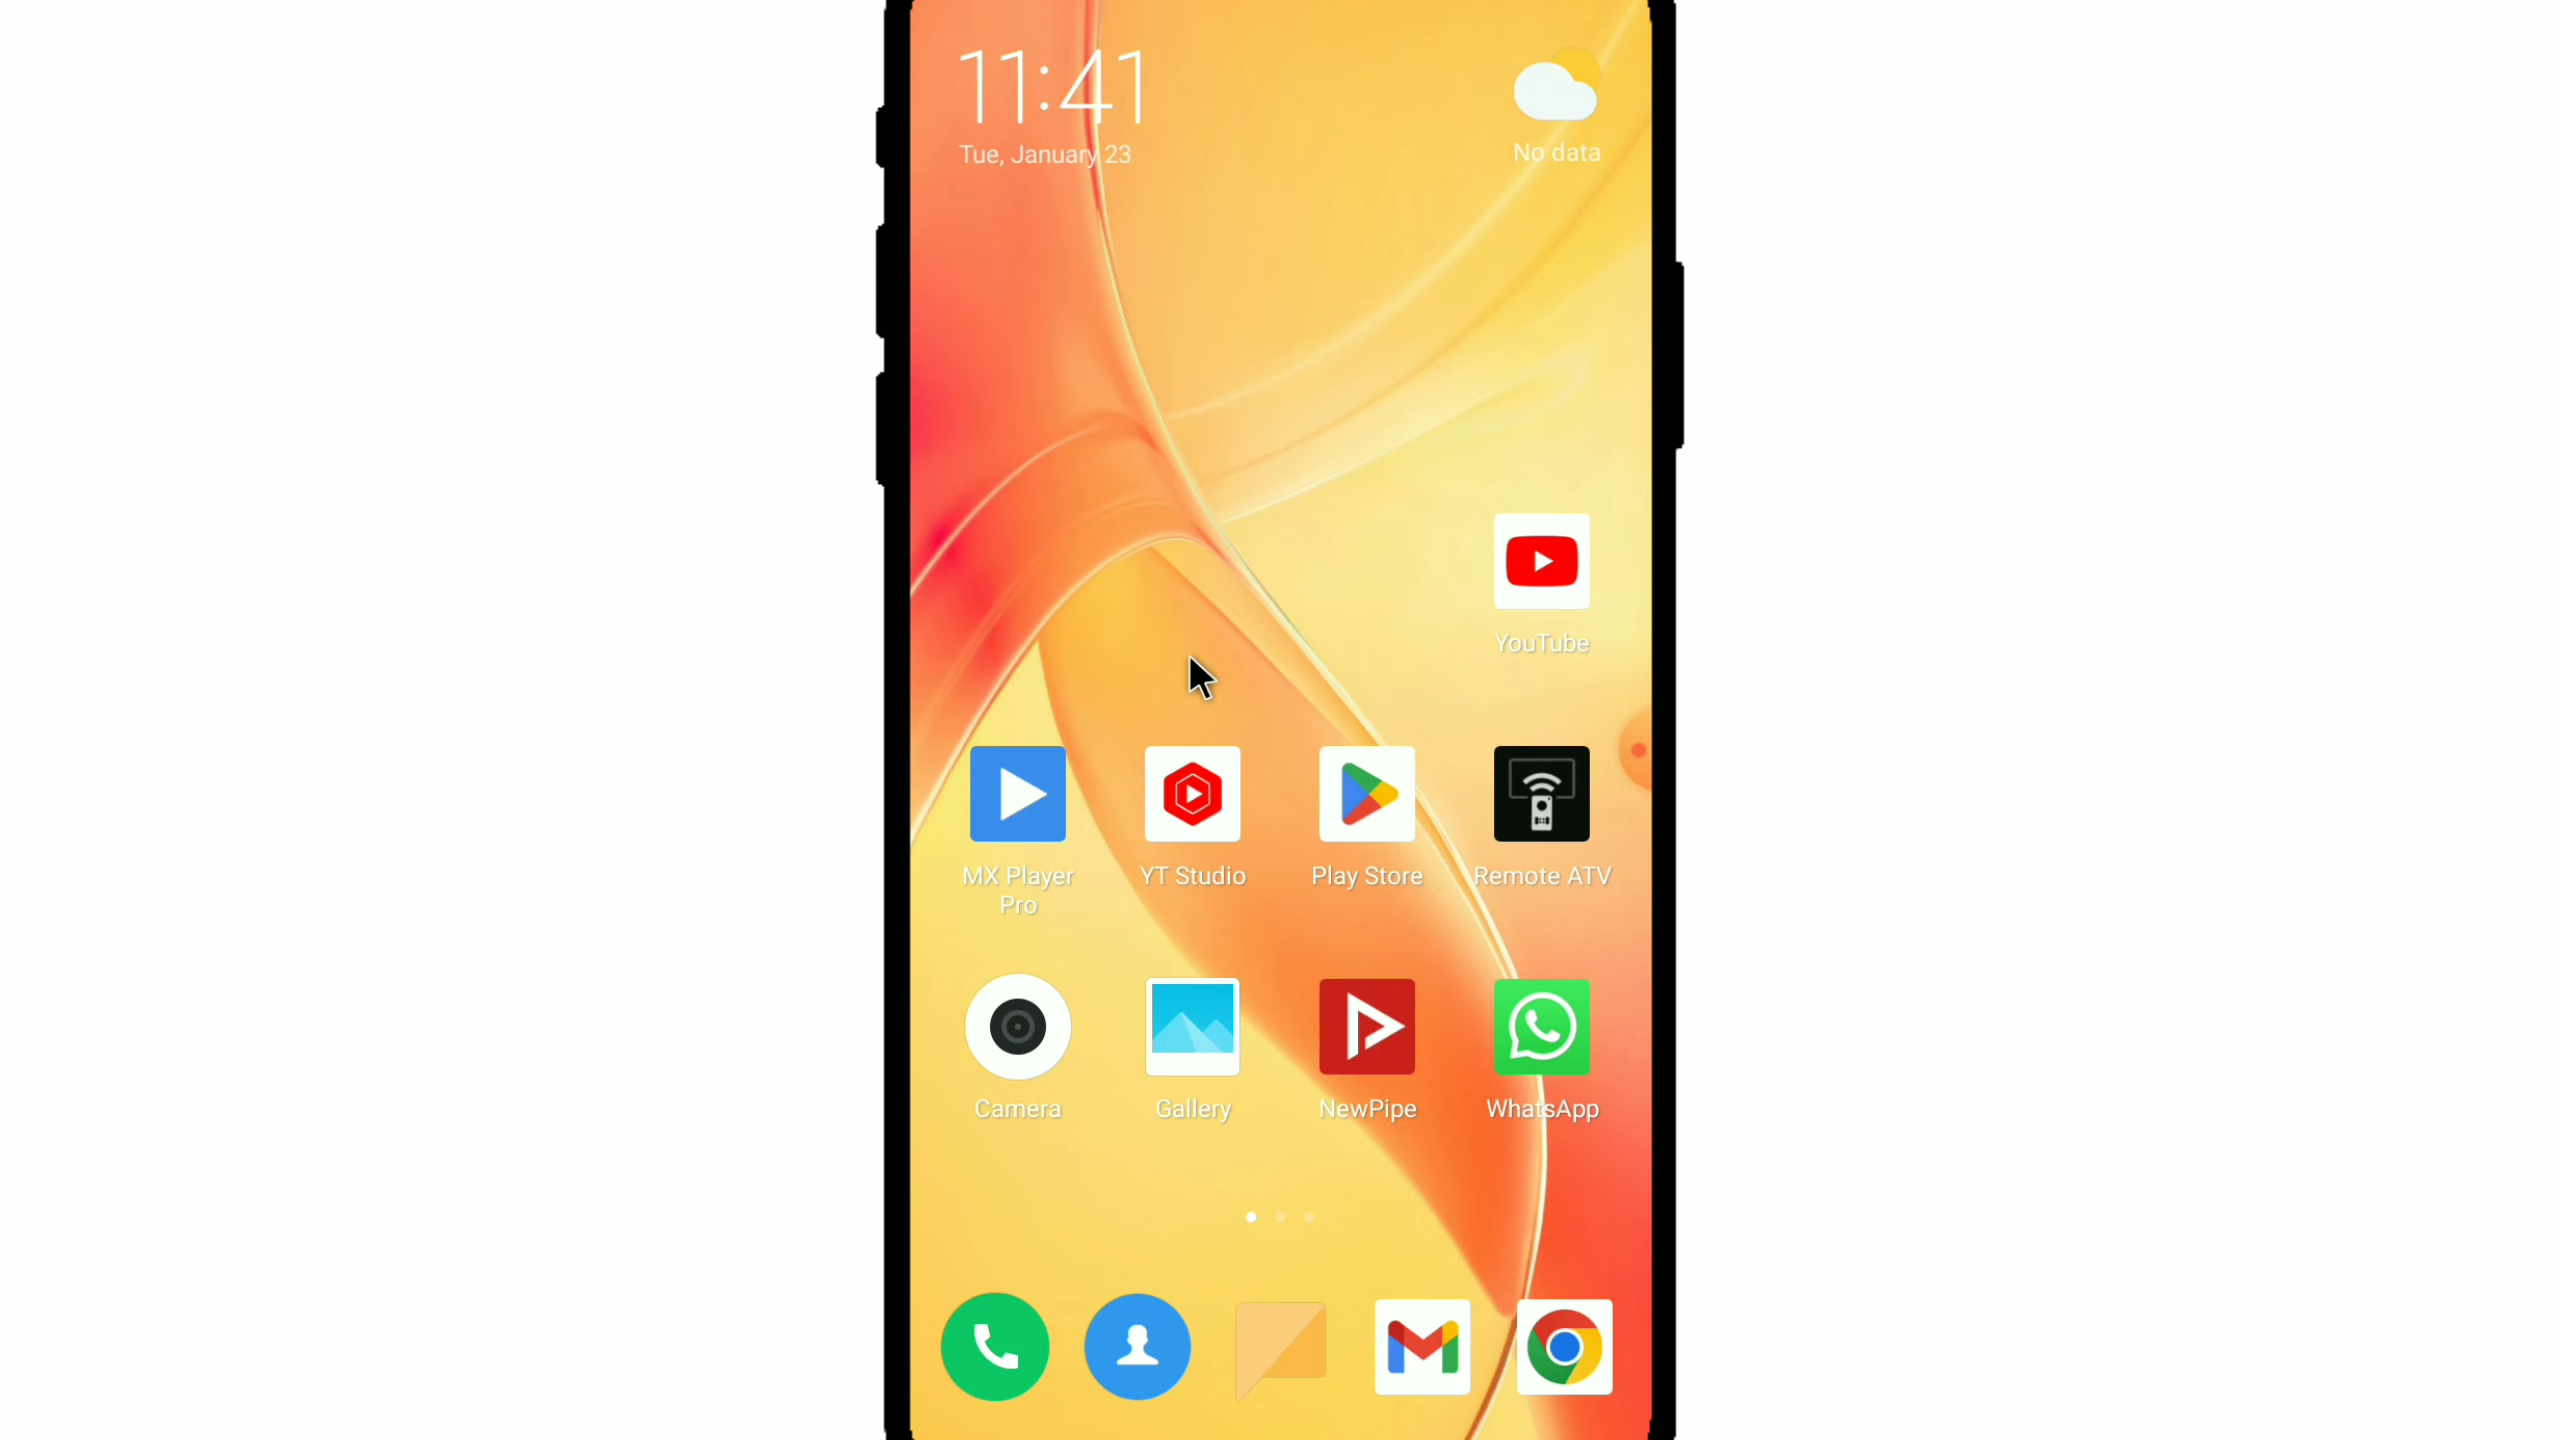 11:41
Tue, January 23
No data
YouTube
MX Player
Pro
YT Studio
Play Store
Remote ATV
Camera
Gallery
NewPipe
WhatsApp